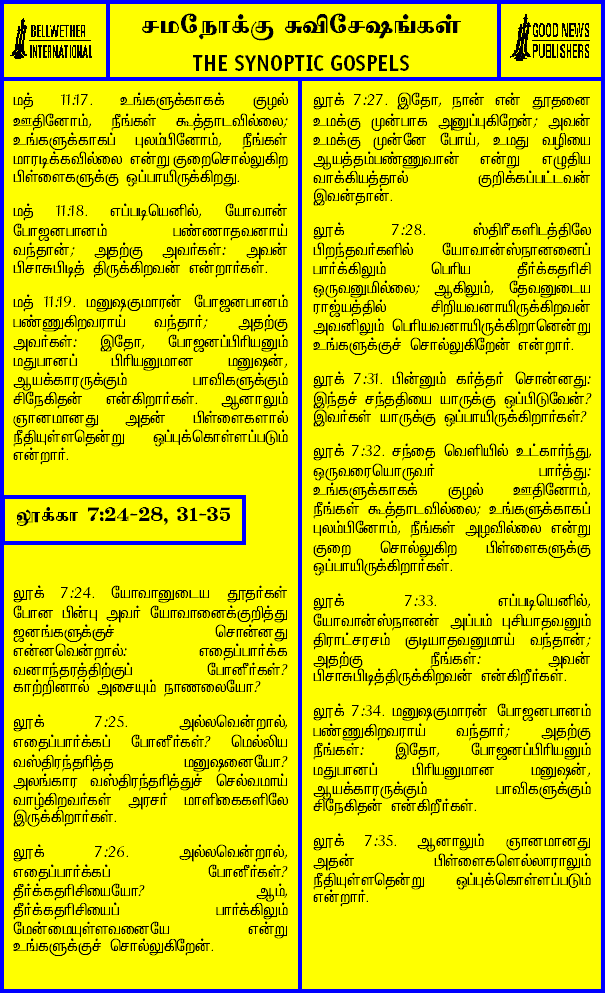 BELLWETHER
INTERNATIONAL
சமநோக்கு சுவிசேஷங்கள்
THE SYNOPTIC GOSPELS
GOOD NEWS
PUBLISHERS
மத் 11:17. உங்களுக்காகக் குழல்
ஊதினோம், நீங்கள் கூத்தாடவில்லை;
உங்களுக்காகப் புலம்பினோம், நீங்கள்
மாரடிக்கவில்லை என்று குறைசொல்லுகிற
பிள்ளைகளுக்கு ஒப்பாயிருக்கிறது.
மத் 11:18. எப்படியெனில், யோவான்
போஜனபானம் பண்ணாதவனாய்
வந்தான்; அதற்கு அவர்கள்: அவன்
பிசாசுபிடித் திருக்கிறவன் என்றார்கள்.
மத் 11:19. மனுஷகுமாரன் போஜனபானம்
பண்ணுகிறவராய் வந்தார்; அதற்கு
அவர்கள்: இதோ, போஜனப்பிரியனும்
மதுபானப் பிரியனுமான மனுஷன்,
ஆயக்காரருக்கும் பாவிகளுக்கும்
சிநேகிதன் என்கிறார்கள். ஆனாலும்
ஞானமானது அதன் பிள்ளைகளால்
நீதியுள்ளதென்று ஒப்புக்கொள்ளப்படும்
என்றார்.
லூக்கா 7:24-28, 31-35
லூக் 7:24. யோவானுடைய தூதர்கள்
போன பின்பு அவர் யோவானைக்குறித்து
ஜனங்களுக்குச் சொன்னது
என்னவென்றால்: எதைப்பார்க்க
வனாந்தரத்திற்குப் போனீர்கள்?
காற்றினால் அசையும் நாணலையோ?
லூக் 7:25. அல்லவென்றால்,
எதைப்பார்க்கப் போனீர்கள்? மெல்லிய
வஸ்திரந்தரித்த மனுஷனையோ?
அலங்கார வஸ்திரந்தரித்துச் செல்வமாய்
வாழ்கிறவர்கள் அரசர் மாளிகைகளிலே
இருக்கிறார்கள்.
லூக் 7:26. அல்லவென்றால்,
எதைப்பார்க்கப் போனீர்கள்?
தீர்க்கதரிசியையோ? ஆம்,
தீர்க்கதரிசியைப் பார்க்கிலும்
மேன்மையுள்ளவனையே என்று
உங்களுக்குச் சொல்லுகிறேன்.
லூக் 7:27. இதோ, நான் என் தூதனை
உமக்கு முன்பாக அனுப்புகிறேன்; அவன்
உமக்கு முன்னே போய், உமது வழியை
ஆயத்தம்பண்ணுவான் என்று எழுதிய
வாக்கியத்தால் குறிக்கப்பட்டவன்
இவன்தான்.
லூக் 7:28. ஸ்திரீகளிடத்திலே
பிறந்தவர்களில் யோவான்ஸ்நானனைப்
பார்க்கிலும் பெரிய தீர்க்கதரிசி
ஒருவனுமில்லை; ஆகிலும், தேவனுடைய
ராஜ்யத்தில் சிறியவனாயிருக்கிறவன்
அவனிலும் பெரியவனாயிருக்கிறானென்று
உங்களுக்குச் சொல்லுகிறேன் என்றார்.
லூக் 7:31. பின்னும் கர்த்தர் சொன்னது:
இந்தச் சந்ததியை யாருக்கு ஒப்பிடுவேன்?
இவர்கள் யாருக்கு ஒப்பாயிருக்கிறார்கள்?
லூக் 7:32. சந்தை வெளியில் உட்கார்ந்து,
ஒருவரையொருவர் பார்த்து:
உங்களுக்காகக் குழல் ஊதினோம்,
நீங்கள் கூத்தாடவில்லை; உங்களுக்காகப்
புலம்பினோம், நீங்கள் அழவில்லை என்று
குறை சொல்லுகிற பிள்ளைகளுக்கு
ஒப்பாயிருக்கிறார்கள்.
லூக் 7:33. எப்படியெனில்,
யோவான்ஸ்நானன் அப்பம் புசியாதவனும்
திராட்சரசம் குடியாதவனுமாய் வந்தான்;
அதற்கு நீங்கள்: அவன்
பிசாசுபிடித்திருக்கிறவன் என்கிறீர்கள்.
லூக் 7:34. மனுஷகுமாரன் போஜனபானம்
பண்ணுகிறவராய் வந்தார்; அதற்கு
நீங்கள்: இதோ, போஜனப்பிரியனும்
மதுபானப் பிரியனுமான மனுஷன்,
ஆயக்காரருக்கும் பாவிகளுக்கும்
சிநேகிதன் என்கிறீர்கள்.
லூக் 7:35. ஆனாலும் ஞானமானது
அதன் பிள்ளைகளெல்லாராலும்
நீதியுள்ளதென்று ஒப்புக்கொள்ளப்படும்
என்றார்.